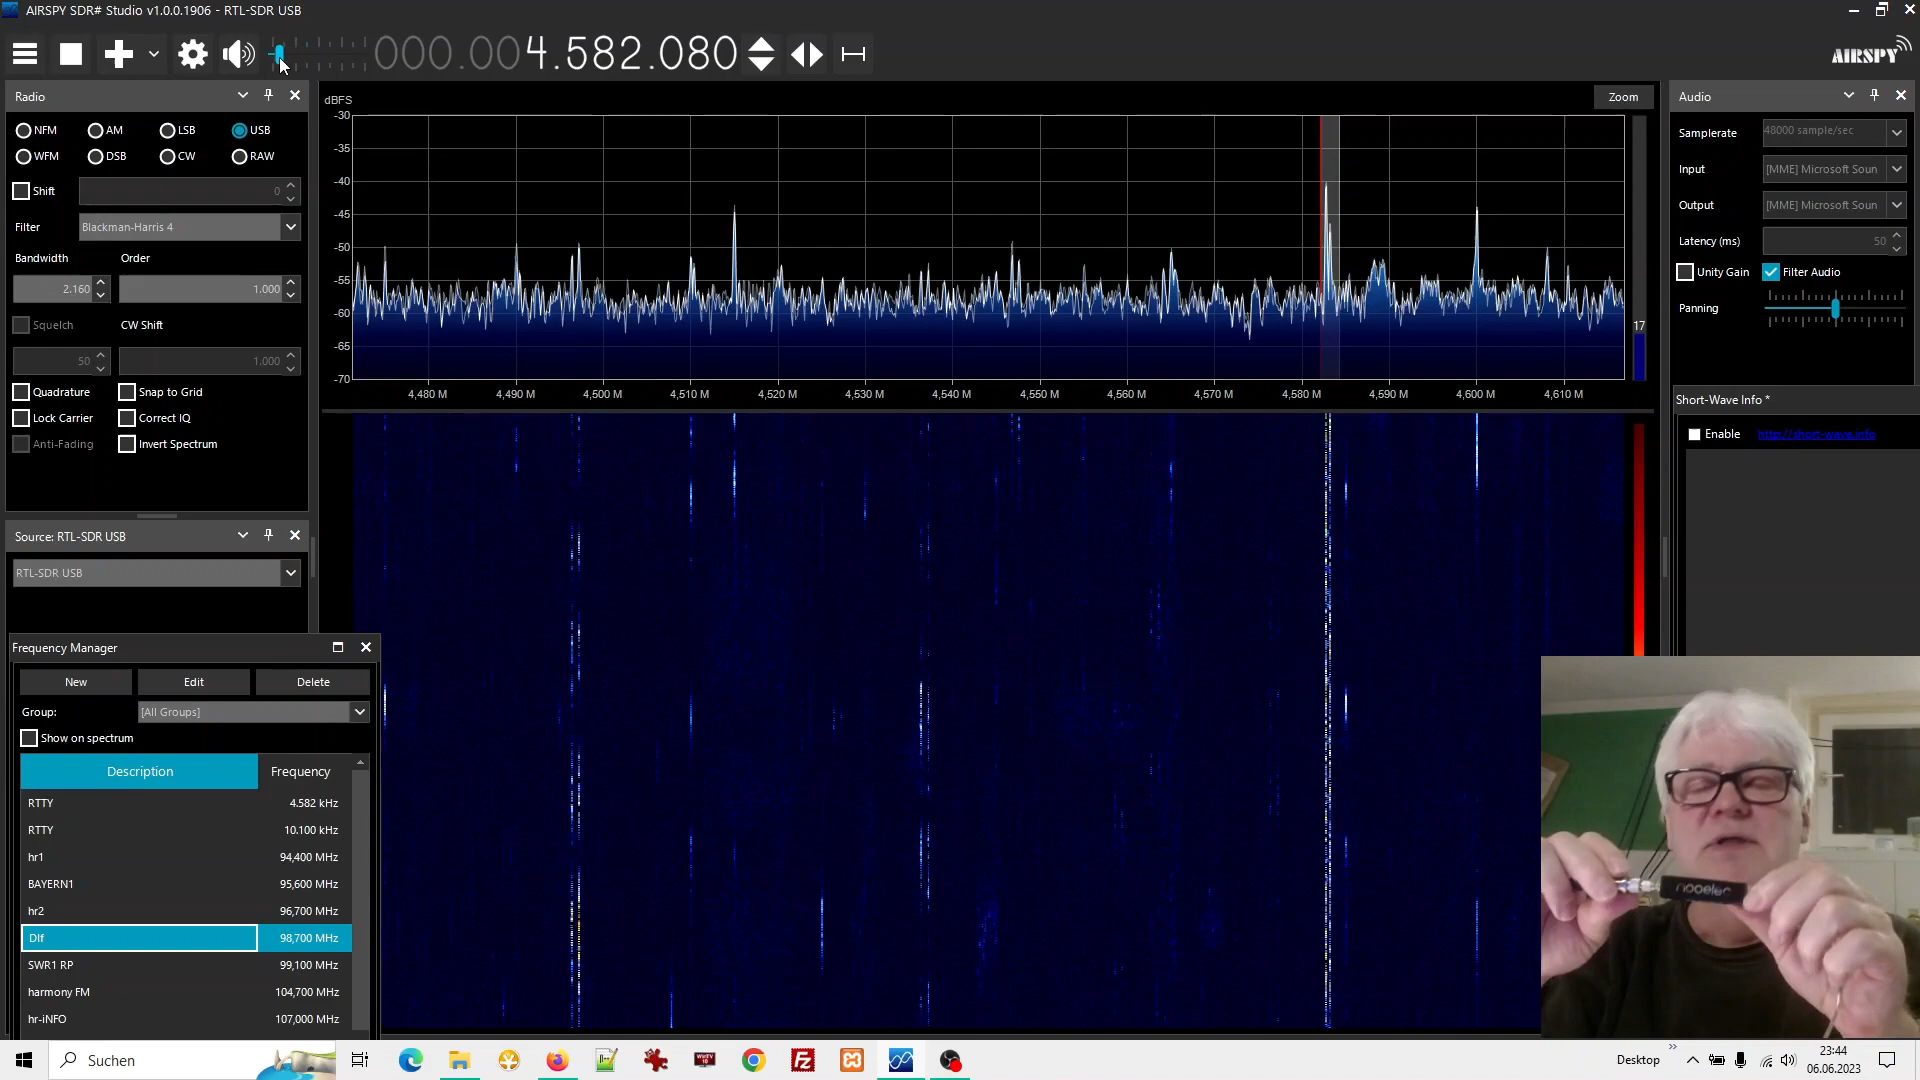 AIRSPY SDR# Studio v1.0.0.1906 - RTL-SDR USB
000.004.582.080
AIRSPY
Radio
NFM AM LSB USB
WFM DSB CW RAW
Shift 0
Filter Blackman-Harris 4
Bandwidth Order
2.160 1.000
Squelch CW Shift
50 1.000
Quadrature Snap to Grid
Lock Carrier Correct IQ
Anti-Fading Invert Spectrum
Source: RTL-SDR USB
RTL-SDR USB
Frequency Manager
New Edit Delete
Group: [All Groups]
Show on spectrum
Description Frequency
RTTY 4.582 kHz
RTTY 10.100 kHz
hr1 94,400 MHz
BAYERN1 95,600 MHz
hr2 96,700 MHz
Dlf 98,700 MHz
SWR1 RP 99,100 MHz
harmony FM 104,700 MHz
hr-iNFO 107,000 MHz
dBFS
Zoom
-30
-35
-40
-45
-50
-55
-60
-65
-70
17
4,480 M 4,490 M 4,500 M 4,510 M 4,520 M 4,530 M 4,540 M 4,550 M 4,560 M 4,570 M 4,580 M 4,590 M 4,600 M 4,610 M
Audio
Samplerate 48000 sample/sec
Input [MME] Microsoft Soun
Output [MME] Microsoft Soun
Latency (ms) 50
Unity Gain Filter Audio
Panning
Short-Wave Info *
Enable http://short-wave.info
nooelec
Suchen
WinTV
10
Desktop
23:44
06.06.2023